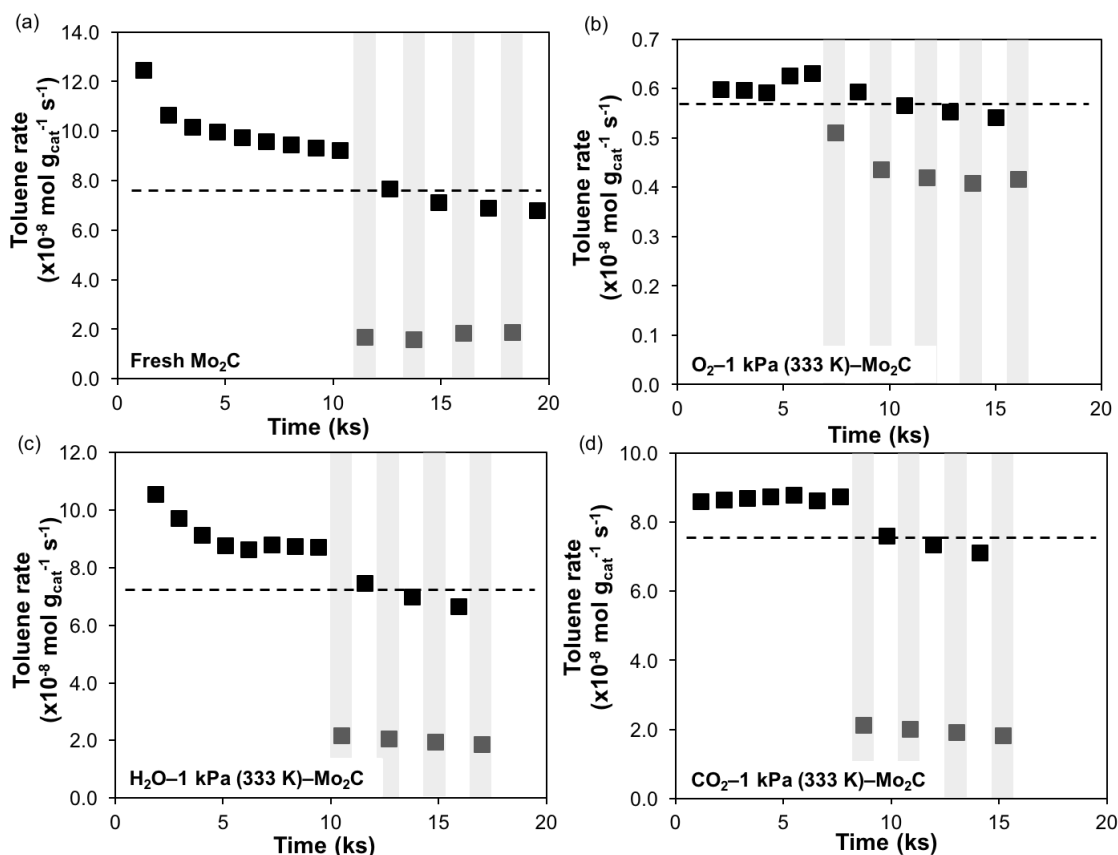 (a)
14.0
12.0
10.0
8.0
6.0
4.0
2.0
0.0
Toluene rate
(x10⁻⁸ mol g_cat⁻¹ s⁻¹)
Fresh Mo₂C
0 5 10 15 20
Time (ks)
(b)
0.7
0.6
0.5
0.4
0.3
0.2
0.1
0.0
Toluene rate
(x10⁻⁸ mol g_cat⁻¹ s⁻¹)
O₂–1 kPa (333 K)–Mo₂C
0 5 10 15 20
Time (ks)
(c)
12.0
10.0
8.0
6.0
4.0
2.0
0.0
Toluene rate
(x10⁻⁸ mol g_cat⁻¹ s⁻¹)
H₂O–1 kPa (333 K)–Mo₂C
0 5 10 15 20
Time (ks)
(d)
10.0
8.0
6.0
4.0
2.0
0.0
Toluene rate
(x10⁻⁸ mol g_cat⁻¹ s⁻¹)
CO₂–1 kPa (333 K)–Mo₂C
0 5 10 15 20
Time (ks)